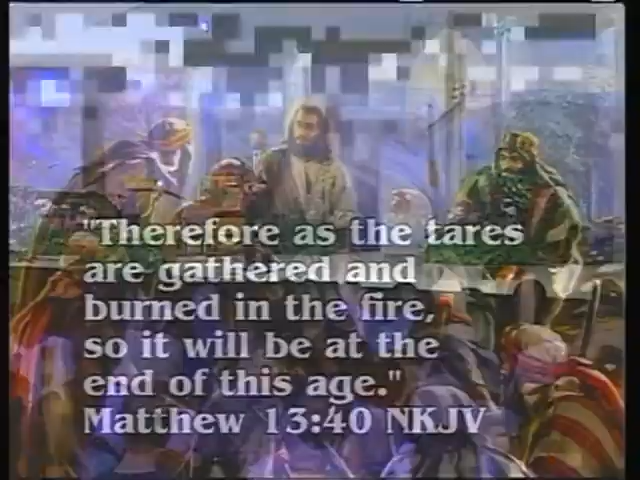 "Therefore as the tares
are gathered and
burned in the fire,
so it will be at the
end of this age."
Matthew 13:40 NKJV